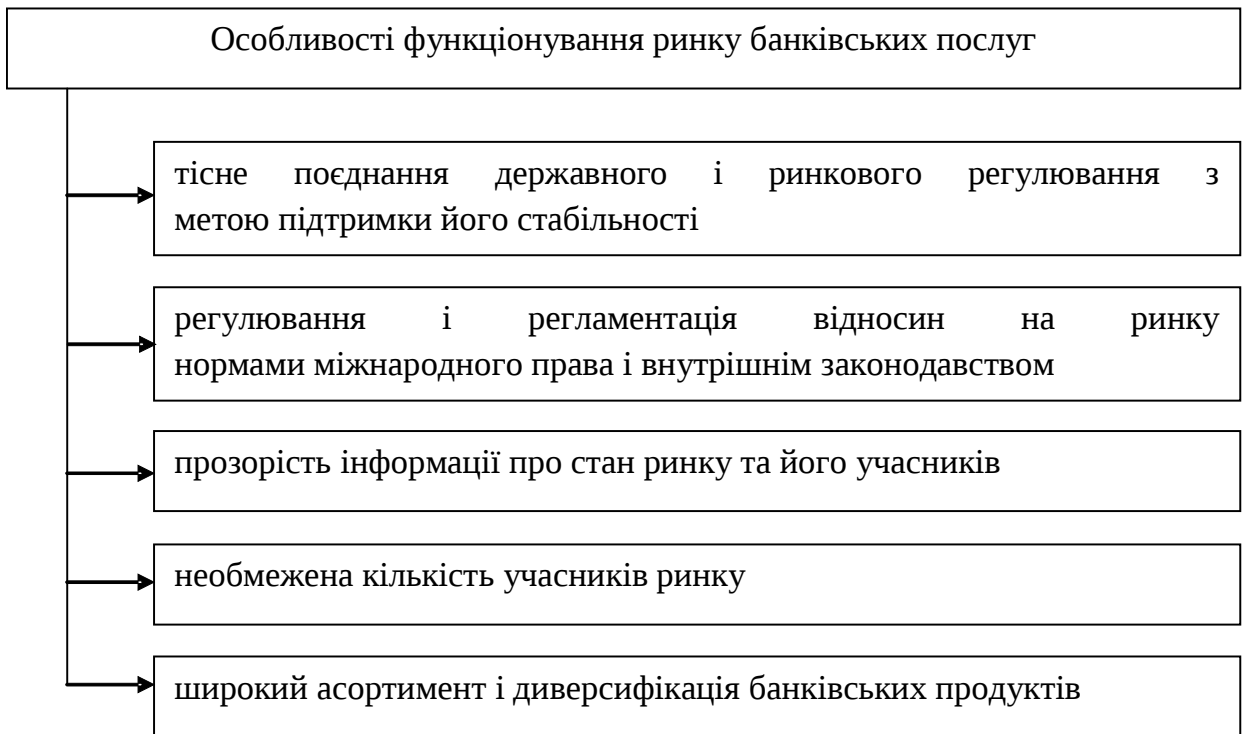 Особливості функціонування ринку банківських послуг
тісне поєднання державного і ринкового регулювання з
метою підтримки його стабільності
регулювання і регламентація відносин на ринку
нормами міжнародного права і внутрішнім законодавством
прозорість інформації про стан ринку та його учасників
необмежена кількість учасників ринку
широкий асортимент і диверсифікація банківських продуктів